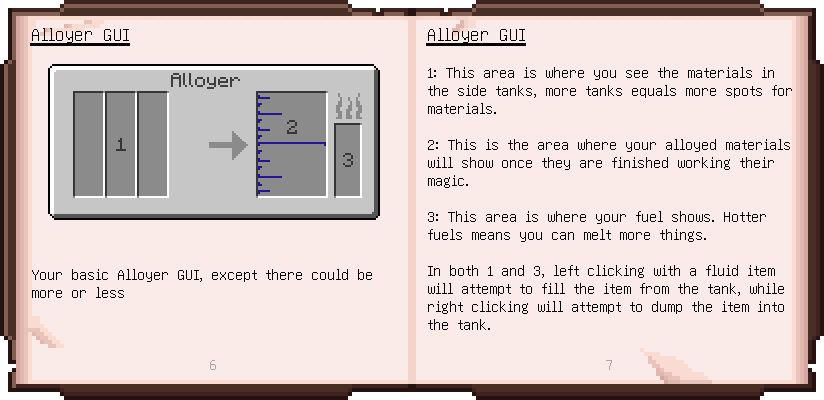 Alloyer GUI
Alloyer
1
2
3
Your basic Alloyer GUI, except there could be
more or less
6
Alloyer GUI
1: This area is where you see the materials in
the side tanks, more tanks equals more spots for
materials.
2: This is the area where your alloyed materials
will show once they are finished working their
magic.
3: This area is where your fuel shows. Hotter
fuels means you can melt more things.
In both 1 and 3, left clicking with a fluid item
will attempt to fill the item from the tank, while
right clicking will attempt to dump the item into
the tank.
7